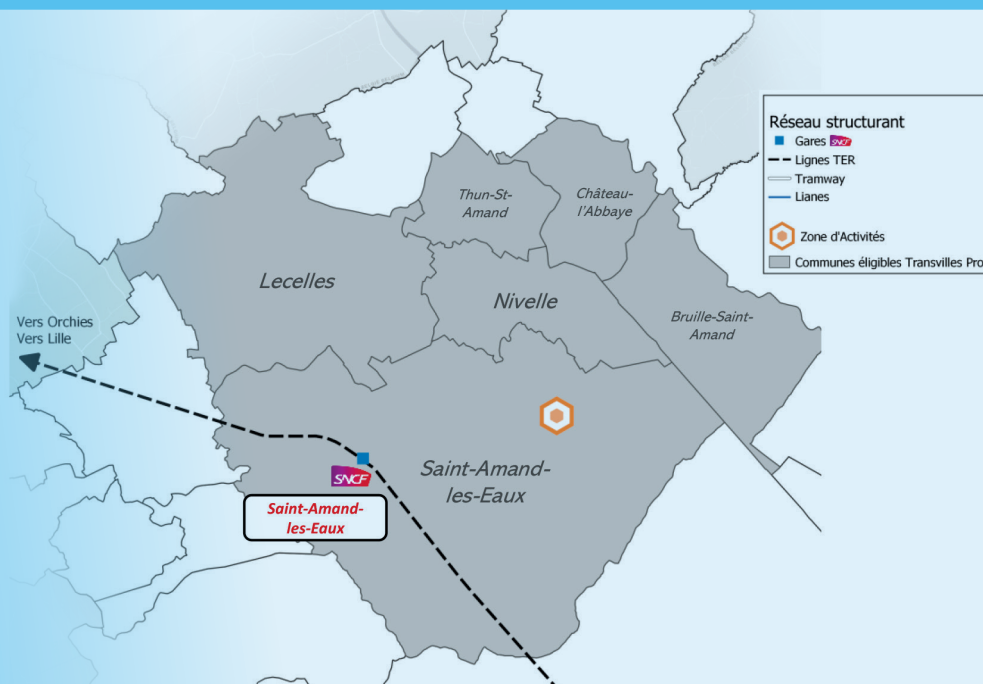 Réseau structurant
Gares SNCF
Lignes TER
Tramway
Lianes
Zone d'Activités
Communes éligibles Transvilles Pro
Thun-St-
Amand
Château-
l'Abbaye
Lecelles
Nivelle
Bruille-Saint-
Amand
Vers Orchies
Vers Lille
Saint-Amand-
les-Eaux
SNCF
Saint-Amand-
les-Eaux